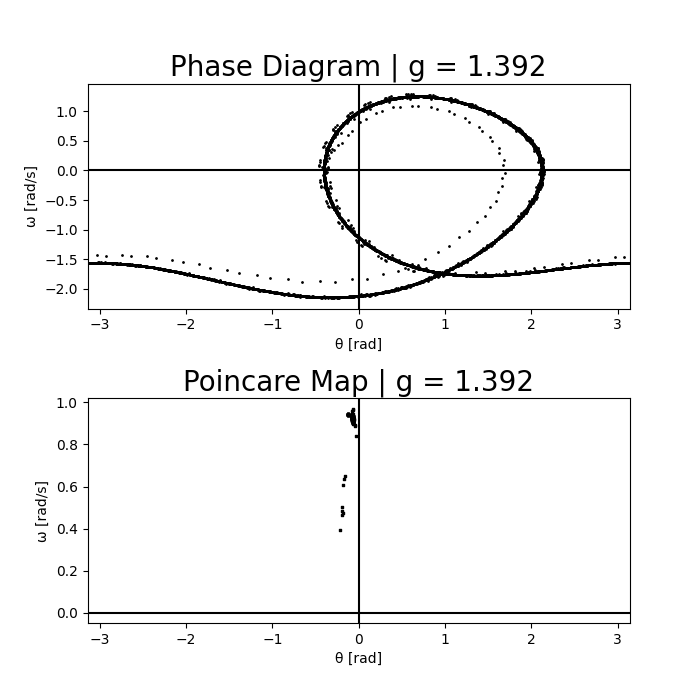 Phase Diagram | g = 1.392
1.0
0.5
0.0
−0.5
−1.0
−1.5
−2.0
ω [rad/s]
−3 −2 −1 0 1 2 3
θ [rad]
Poincare Map | g = 1.392
1.0
0.8
0.6
0.4
0.2
0.0
ω [rad/s]
−3 −2 −1 0 1 2 3
θ [rad]